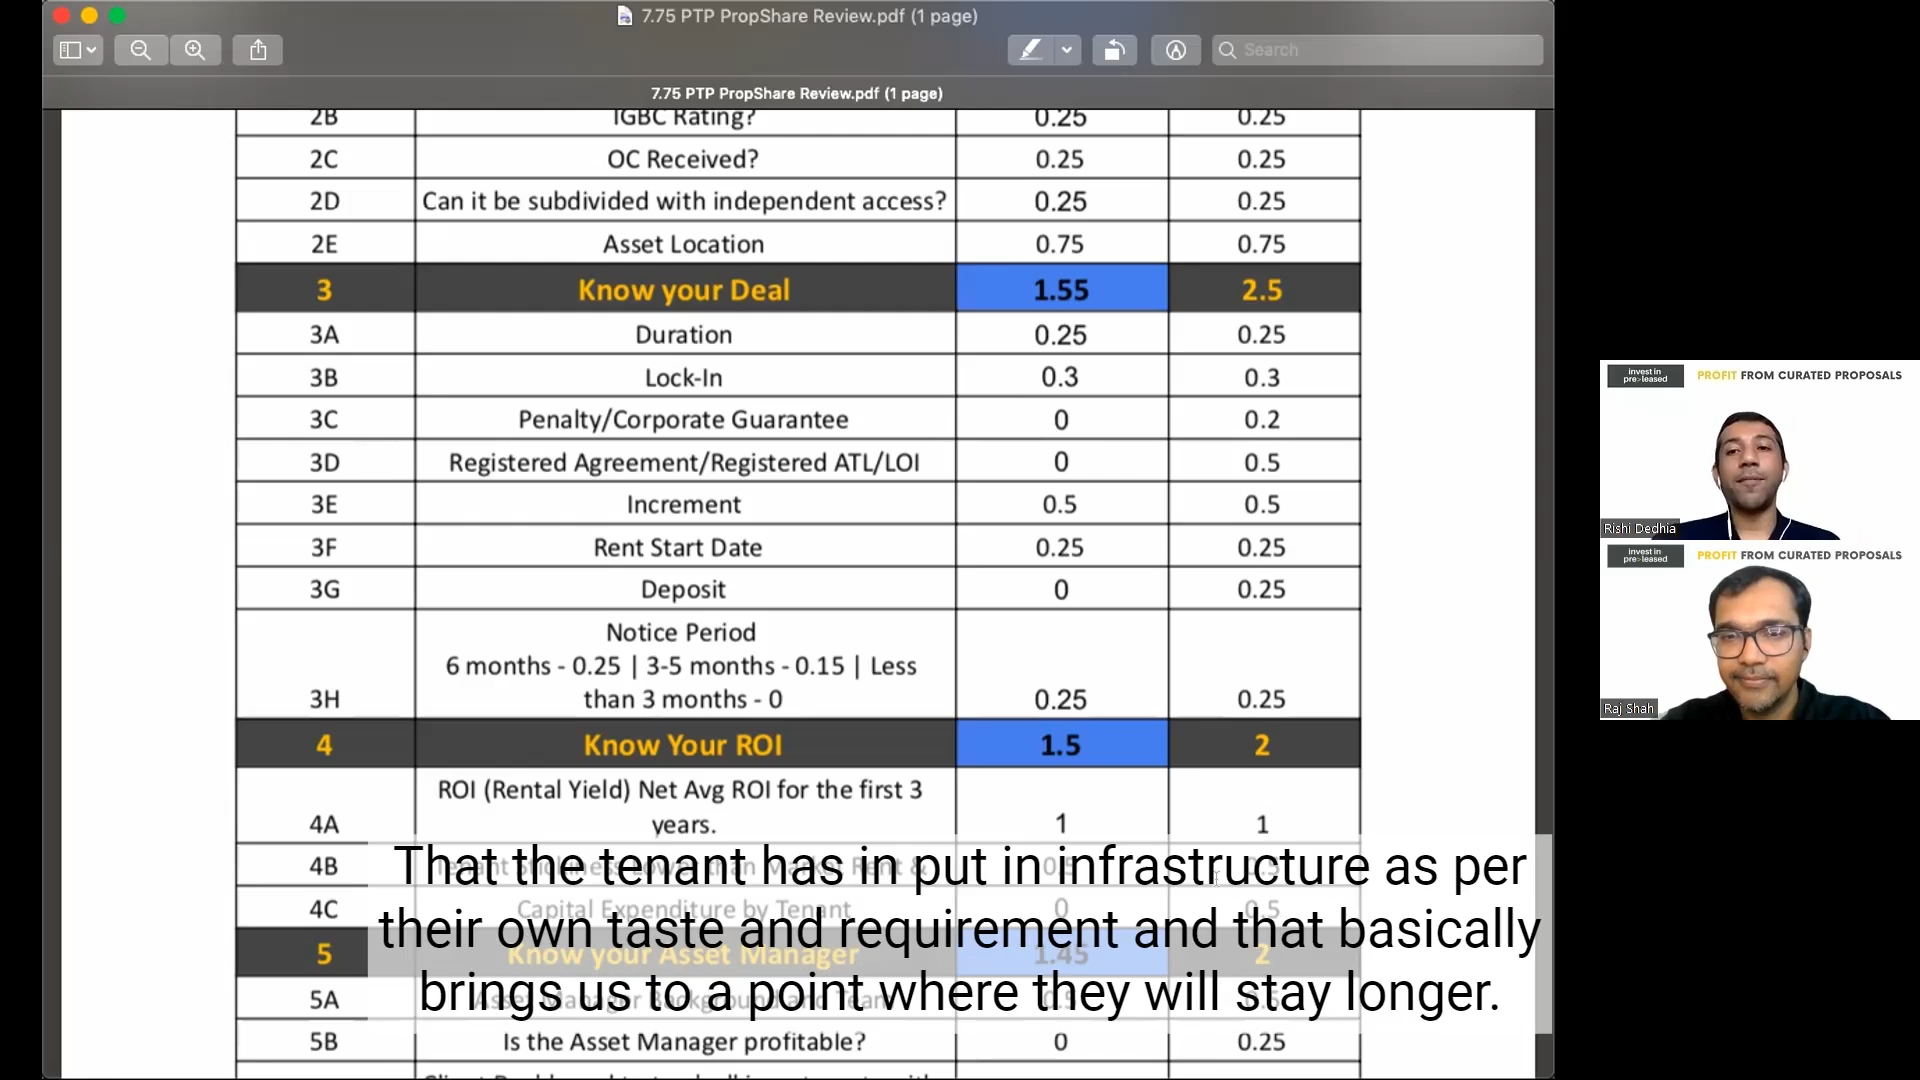 7.75 PTP PropShare Review.pdf (1 page)
Search
7.75 PTP PropShare Review.pdf (1 page)
2B IGBC Rating? 0.25 0.25
2C OC Received? 0.25 0.25
2D Can it be subdivided with independent access? 0.25 0.25
2E Asset Location 0.75 0.75
3 Know your Deal 1.55 2.5
3A Duration 0.25 0.25
3B Lock-In 0.3 0.3
3C Penalty/Corporate Guarantee 0 0.2
3D Registered Agreement/Registered ATL/LOI 0 0.5
3E Increment 0.5 0.5
3F Rent Start Date 0.25 0.25
3G Deposit 0 0.25
Notice Period
6 months - 0.25 | 3-5 months - 0.15 | Less
3H than 3 months - 0 0.25 0.25
4 Know Your ROI 1.5 2
ROI (Rental Yield) Net Avg ROI for the first 3
4A years. 1 1
4B
4C Capital Expenditure by Tenant 0 0.5
5 Know your Asset Manager 1.45 2
5A
5B Is the Asset Manager profitable? 0 0.25
That the tenant has in put in infrastructure as per
their own taste and requirement and that basically
brings us to a point where they will stay longer.
invest in
pre-leased
PROFIT FROM CURATED PROPOSALS
Rishi Dedhia
invest in
pre-leased
PROFIT FROM CURATED PROPOSALS
Raj Shah